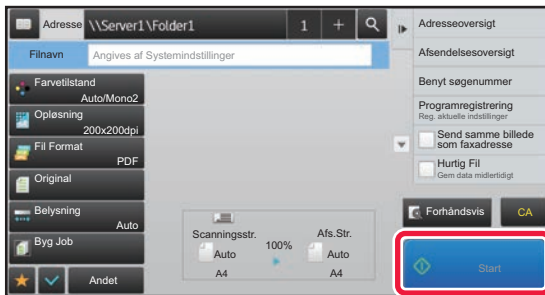 Adresse \\Server1\Folder1 1 +
Filnavn Angives af Systemindstillinger
Farvetilstand
Auto/Mono2
Opløsning
200x200dpi
Fil Format
PDF
Original
Belysning
Auto
Byg Job
Andet
Scanningsstr.
Auto
A4
100%
Afs.Str.
Auto
A4
Adresseoversigt
Afsendelsesoversigt
Benyt søgenummer
Programregistrering
Reg. aktuelle indstillinger
Send samme billede
som faxadresse
Hurtig Fil
Gem data midlertidigt
Forhåndsvis CA
Start